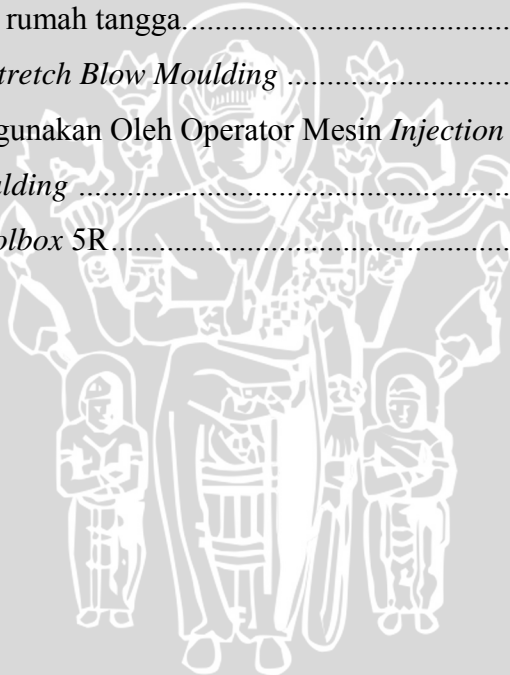 rumah tangga..............................................
tretch Blow Moulding ..............................
gunakan Oleh Operator Mesin Injection
lding ........................................................
olbox 5R...................................................